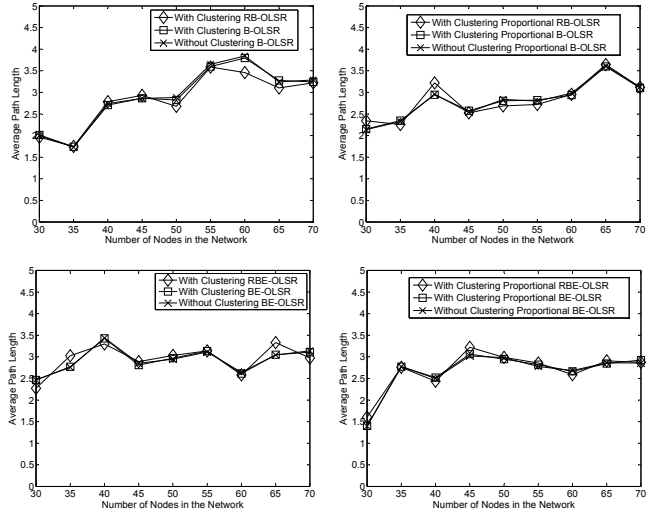 With Clustering RB-OLSR
With Clustering B-OLSR
Without Clustering B-OLSR
Average Path Length
5
4.5
4
3.5
3
2.5
2
1.5
1
0.5
0
30 35 40 45 50 55 60 65 70
Number of Nodes in the Network
With Clustering Proportional RB-OLSR
With Clustering Proportional B-OLSR
Without Clustering Proportional B-OLSR
Average Path Length
5
4.5
4
3.5
3
2.5
2
1.5
1
0.5
0
30 35 40 45 50 55 60 65 70
Number of Nodes in the Network
With Clustering RBE-OLSR
With Clustering BE-OLSR
Without Clustering BE-OLSR
Average Path Length
5
4.5
4
3.5
3
2.5
2
1.5
1
0.5
0
30 35 40 45 50 55 60 65 70
Number of Nodes in the Network
With Clustering Proportional RBE-OLSR
With Clustering Proportional BE-OLSR
Without Clustering Proportional BE-OLSR
Average Path Length
5
4.5
4
3.5
3
2.5
2
1.5
1
0.5
0
30 35 40 45 50 55 60 65 70
Number of Nodes in the Network